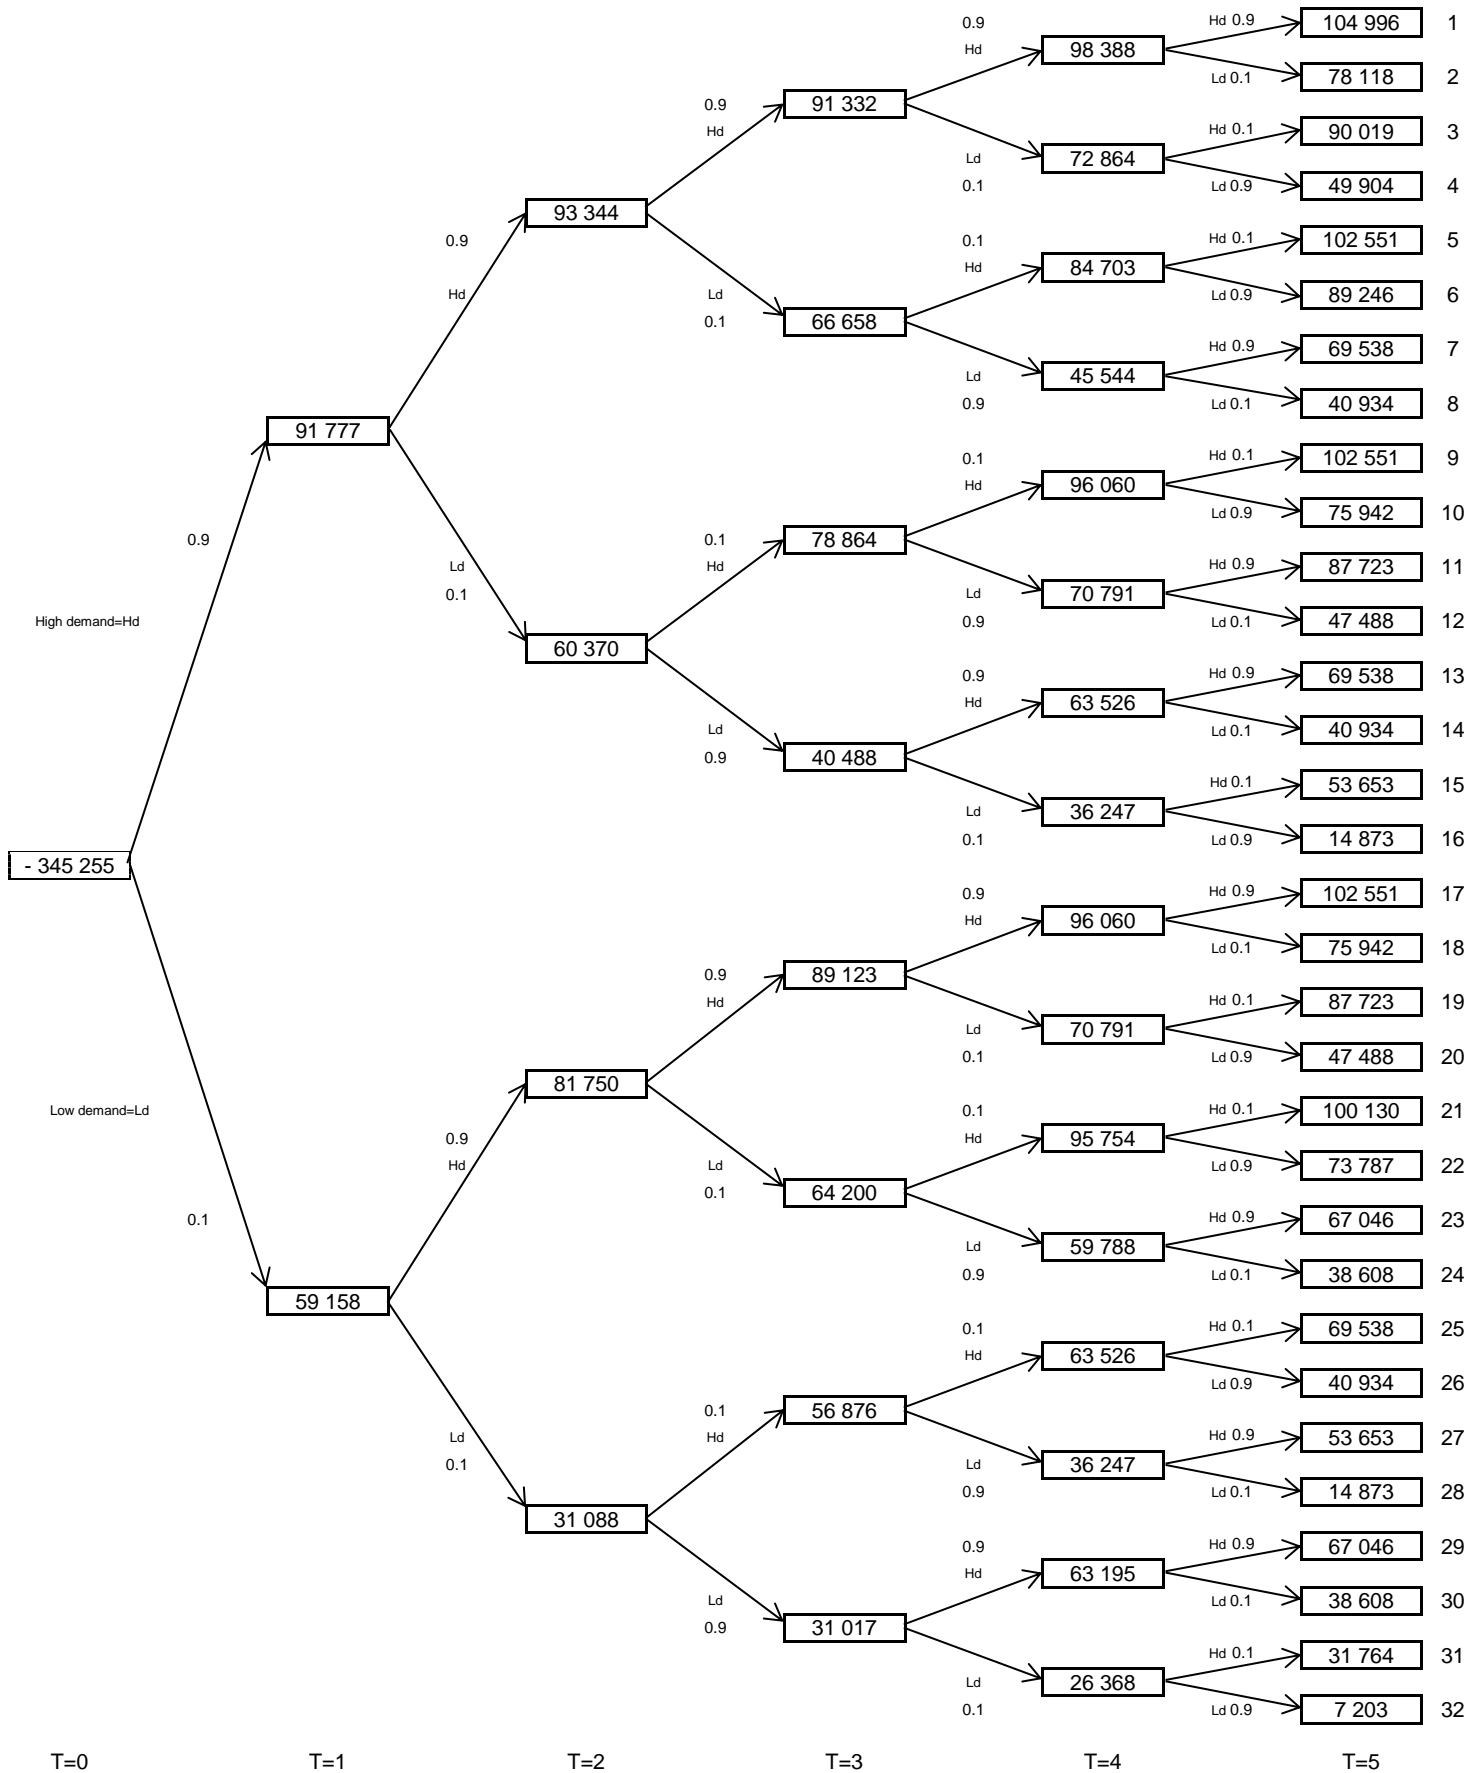 0.9
Hd 0.9
104 996
1
Hd
98 388
Ld 0.1
78 118
2
0.9
91 332
Hd
Hd 0.1
90 019
3
Ld
72 864
0.1
Ld 0.9
49 904
4
93 344
0.9
0.1
Hd 0.1
102 551
5
Hd
84 703
Hd
Ld
Ld 0.9
89 246
6
0.1
66 658
Hd 0.9
69 538
7
Ld
45 544
0.9
Ld 0.1
40 934
8
91 777
0.1
Hd 0.1
102 551
9
Hd
96 060
Ld 0.9
75 942
10
0.9
0.1
78 864
Ld
Hd
Hd 0.9
87 723
11
0.1
Ld
70 791
High demand=Hd
0.9
Ld 0.1
47 488
12
60 370
0.9
Hd 0.9
69 538
13
Hd
63 526
Ld
Ld 0.1
40 934
14
0.9
40 488
Hd 0.1
53 653
15
Ld
36 247
0.1
Ld 0.9
14 873
16
- 345 255
0.9
Hd 0.9
102 551
17
Hd
96 060
Ld 0.1
75 942
18
0.9
89 123
Hd
Hd 0.1
87 723
19
Ld
70 791
0.1
Ld 0.9
47 488
20
81 750
Low demand=Ld
0.1
Hd 0.1
100 130
21
0.9
Hd
95 754
Hd
Ld
Ld 0.9
73 787
22
0.1
0.1
64 200
Hd 0.9
67 046
23
Ld
59 788
0.9
Ld 0.1
38 608
24
59 158
0.1
Hd 0.1
69 538
25
Hd
63 526
Ld 0.9
40 934
26
0.1
56 876
Ld
Hd
Hd 0.9
53 653
27
0.1
Ld
36 247
0.9
Ld 0.1
14 873
28
31 088
0.9
Hd 0.9
67 046
29
Hd
63 195
Ld
Ld 0.1
38 608
30
0.9
31 017
Hd 0.1
31 764
31
Ld
26 368
0.1
Ld 0.9
7 203
32
T=0
T=1
T=2
T=3
T=4
T=5